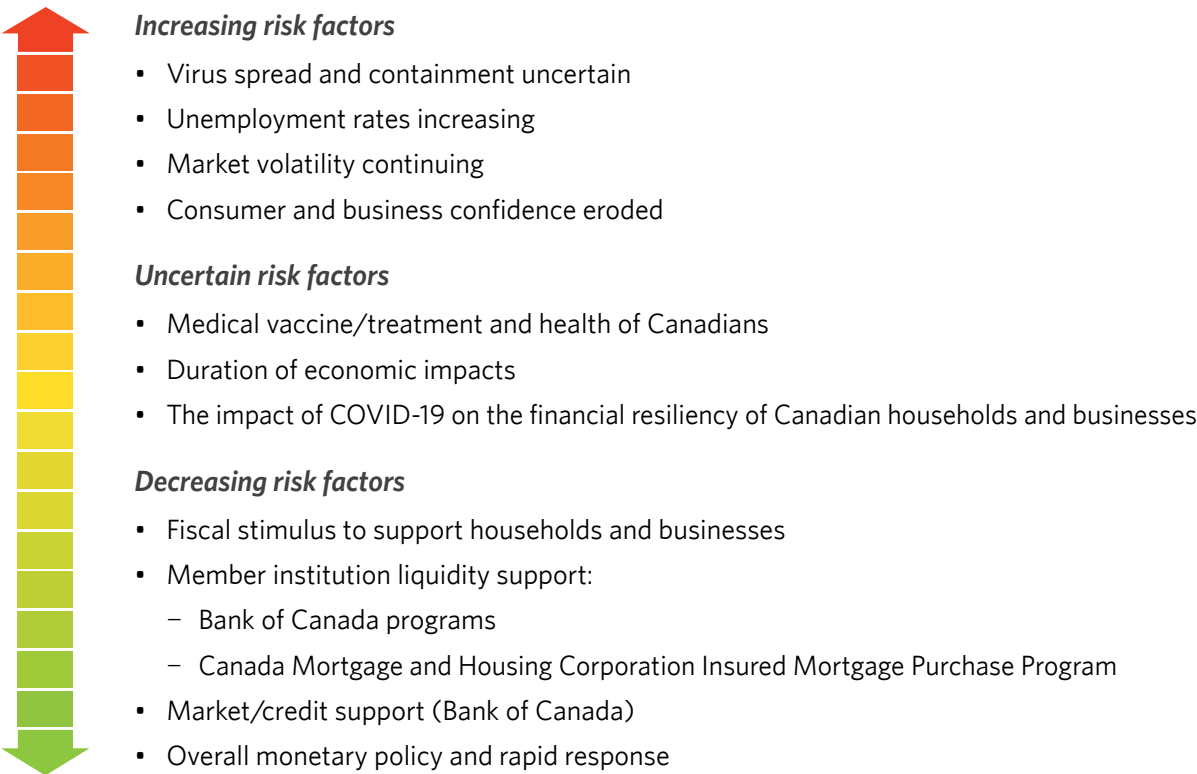 Increasing risk factors
• Virus spread and containment uncertain
• Unemployment rates increasing
• Market volatility continuing
• Consumer and business confidence eroded
Uncertain risk factors
• Medical vaccine/treatment and health of Canadians
• Duration of economic impacts
• The impact of COVID-19 on the financial resiliency of Canadian households and businesses
Decreasing risk factors
• Fiscal stimulus to support households and businesses
• Member institution liquidity support:
– Bank of Canada programs
– Canada Mortgage and Housing Corporation Insured Mortgage Purchase Program
• Market/credit support (Bank of Canada)
• Overall monetary policy and rapid response